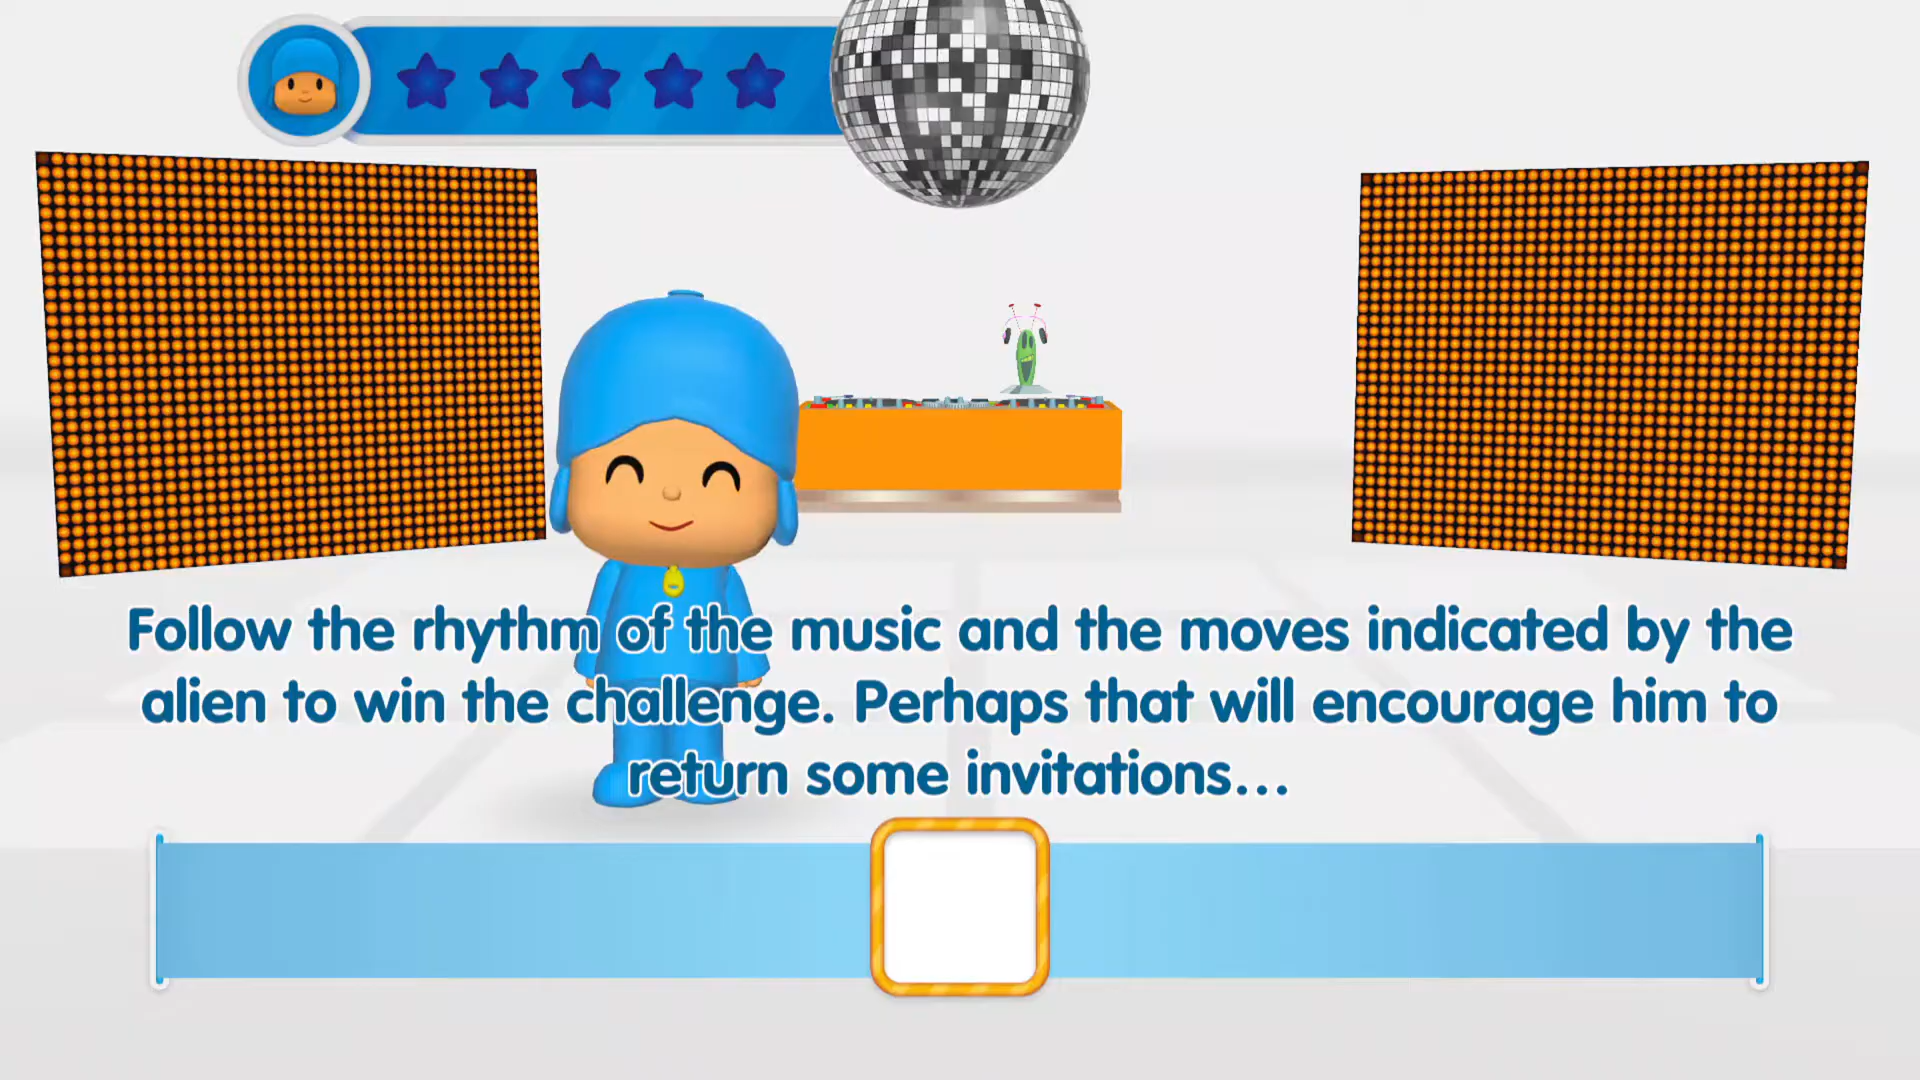 Follow the rhythm of the music and the moves indicated by the
alien to win the challenge. Perhaps that will encourage him to
return some invitations...